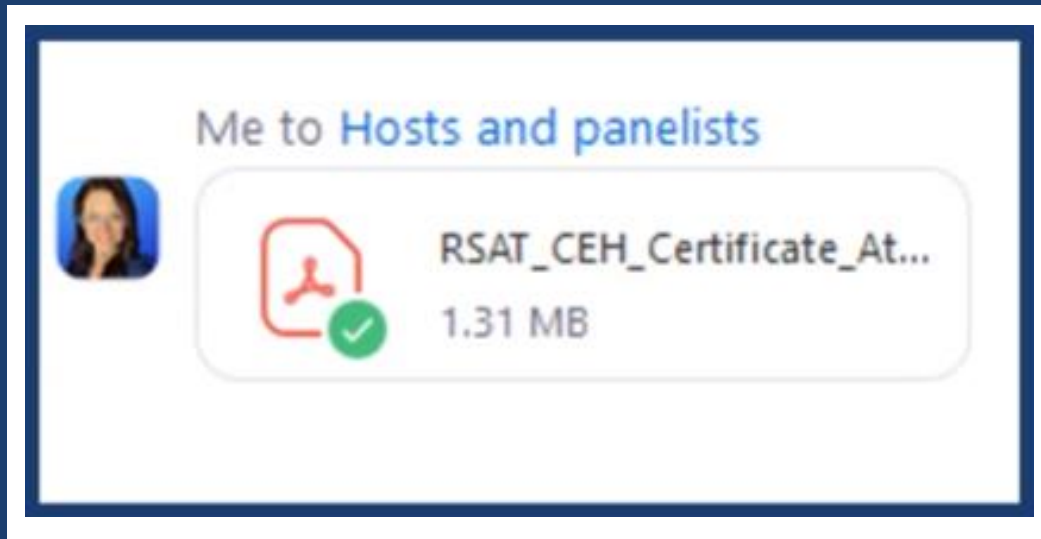 Me to Hosts and panelists
RSAT_CEH_Certificate_At...
1.31 MB